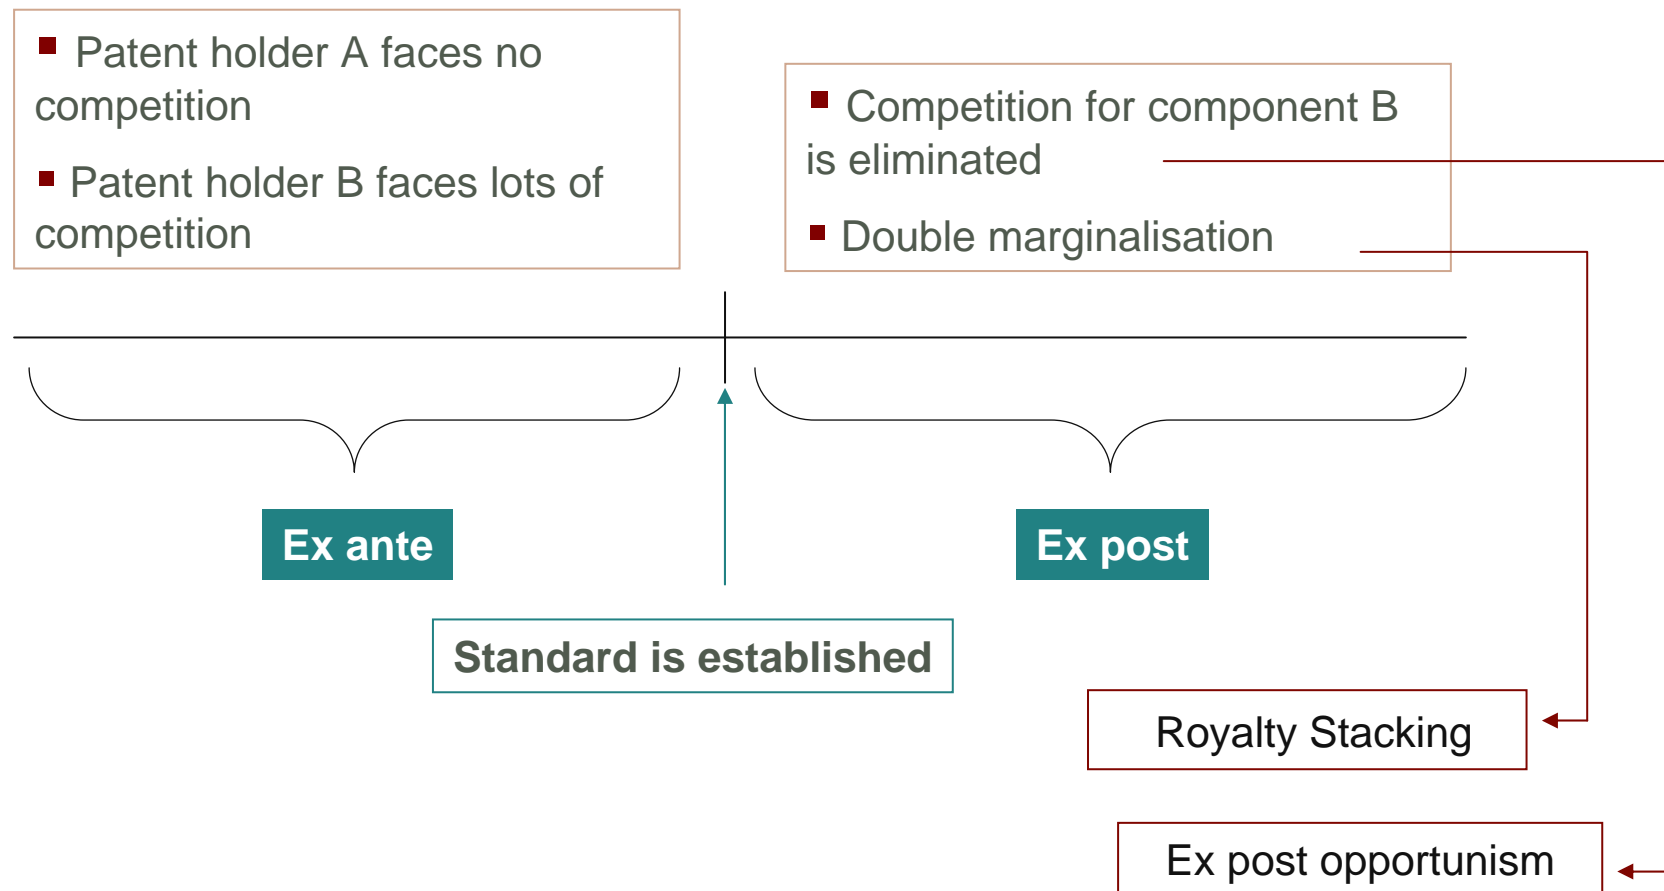 ▪ Patent holder A faces no
competition
▪ Patent holder B faces lots of
competition
▪ Competition for component B
is eliminated
▪ Double marginalisation
Ex ante
Ex post
Standard is established
Royalty Stacking
Ex post opportunism